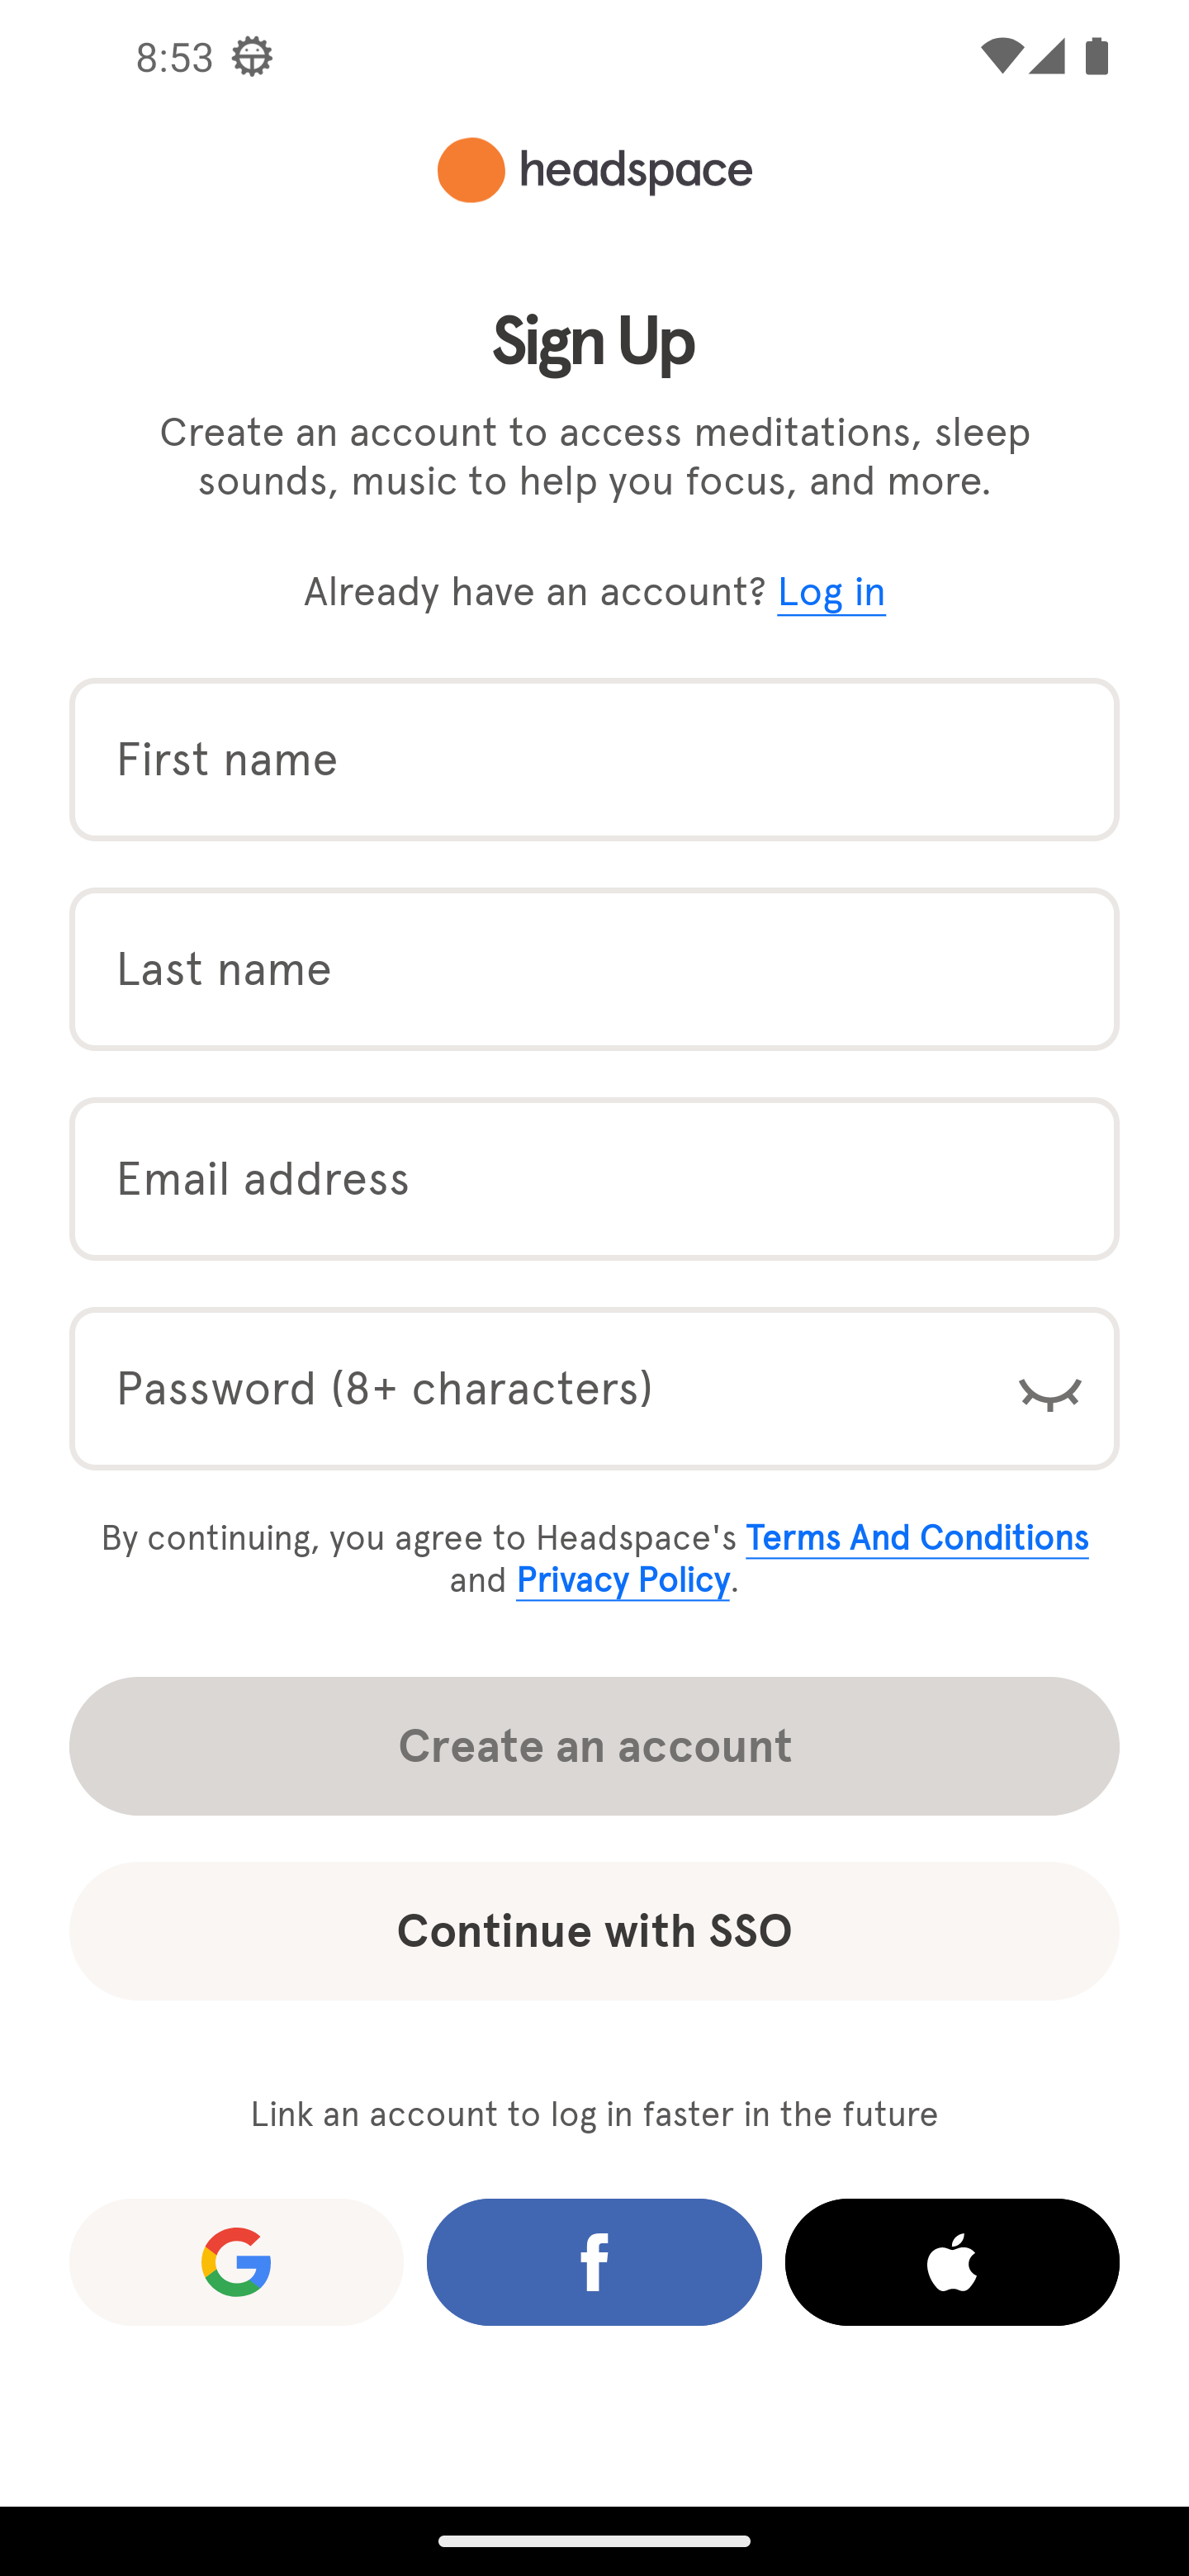 8:53
headspace
Sign Up
Create an account to access meditations, sleep
sounds, music to help you focus, and more.
Already have an account? Log in
First name
Last name
Email address
Password (8+ characters)
By continuing, you agree to Headspace's Terms And Conditions
and Privacy Policy.
Create an account
Continue with SSO
Link an account to log in faster in the future